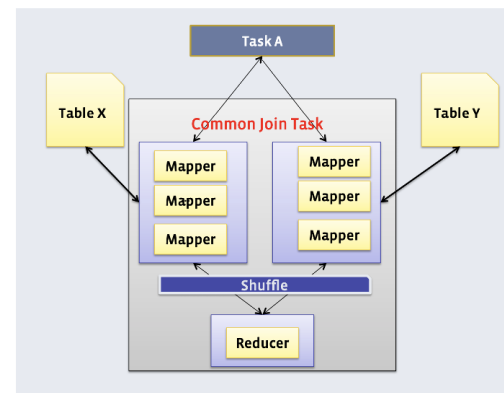 Task A
Table X
Table Y
Common Join Task
Mapper
Mapper
Mapper
Mapper
Mapper
Mapper
Shuffle
Reducer